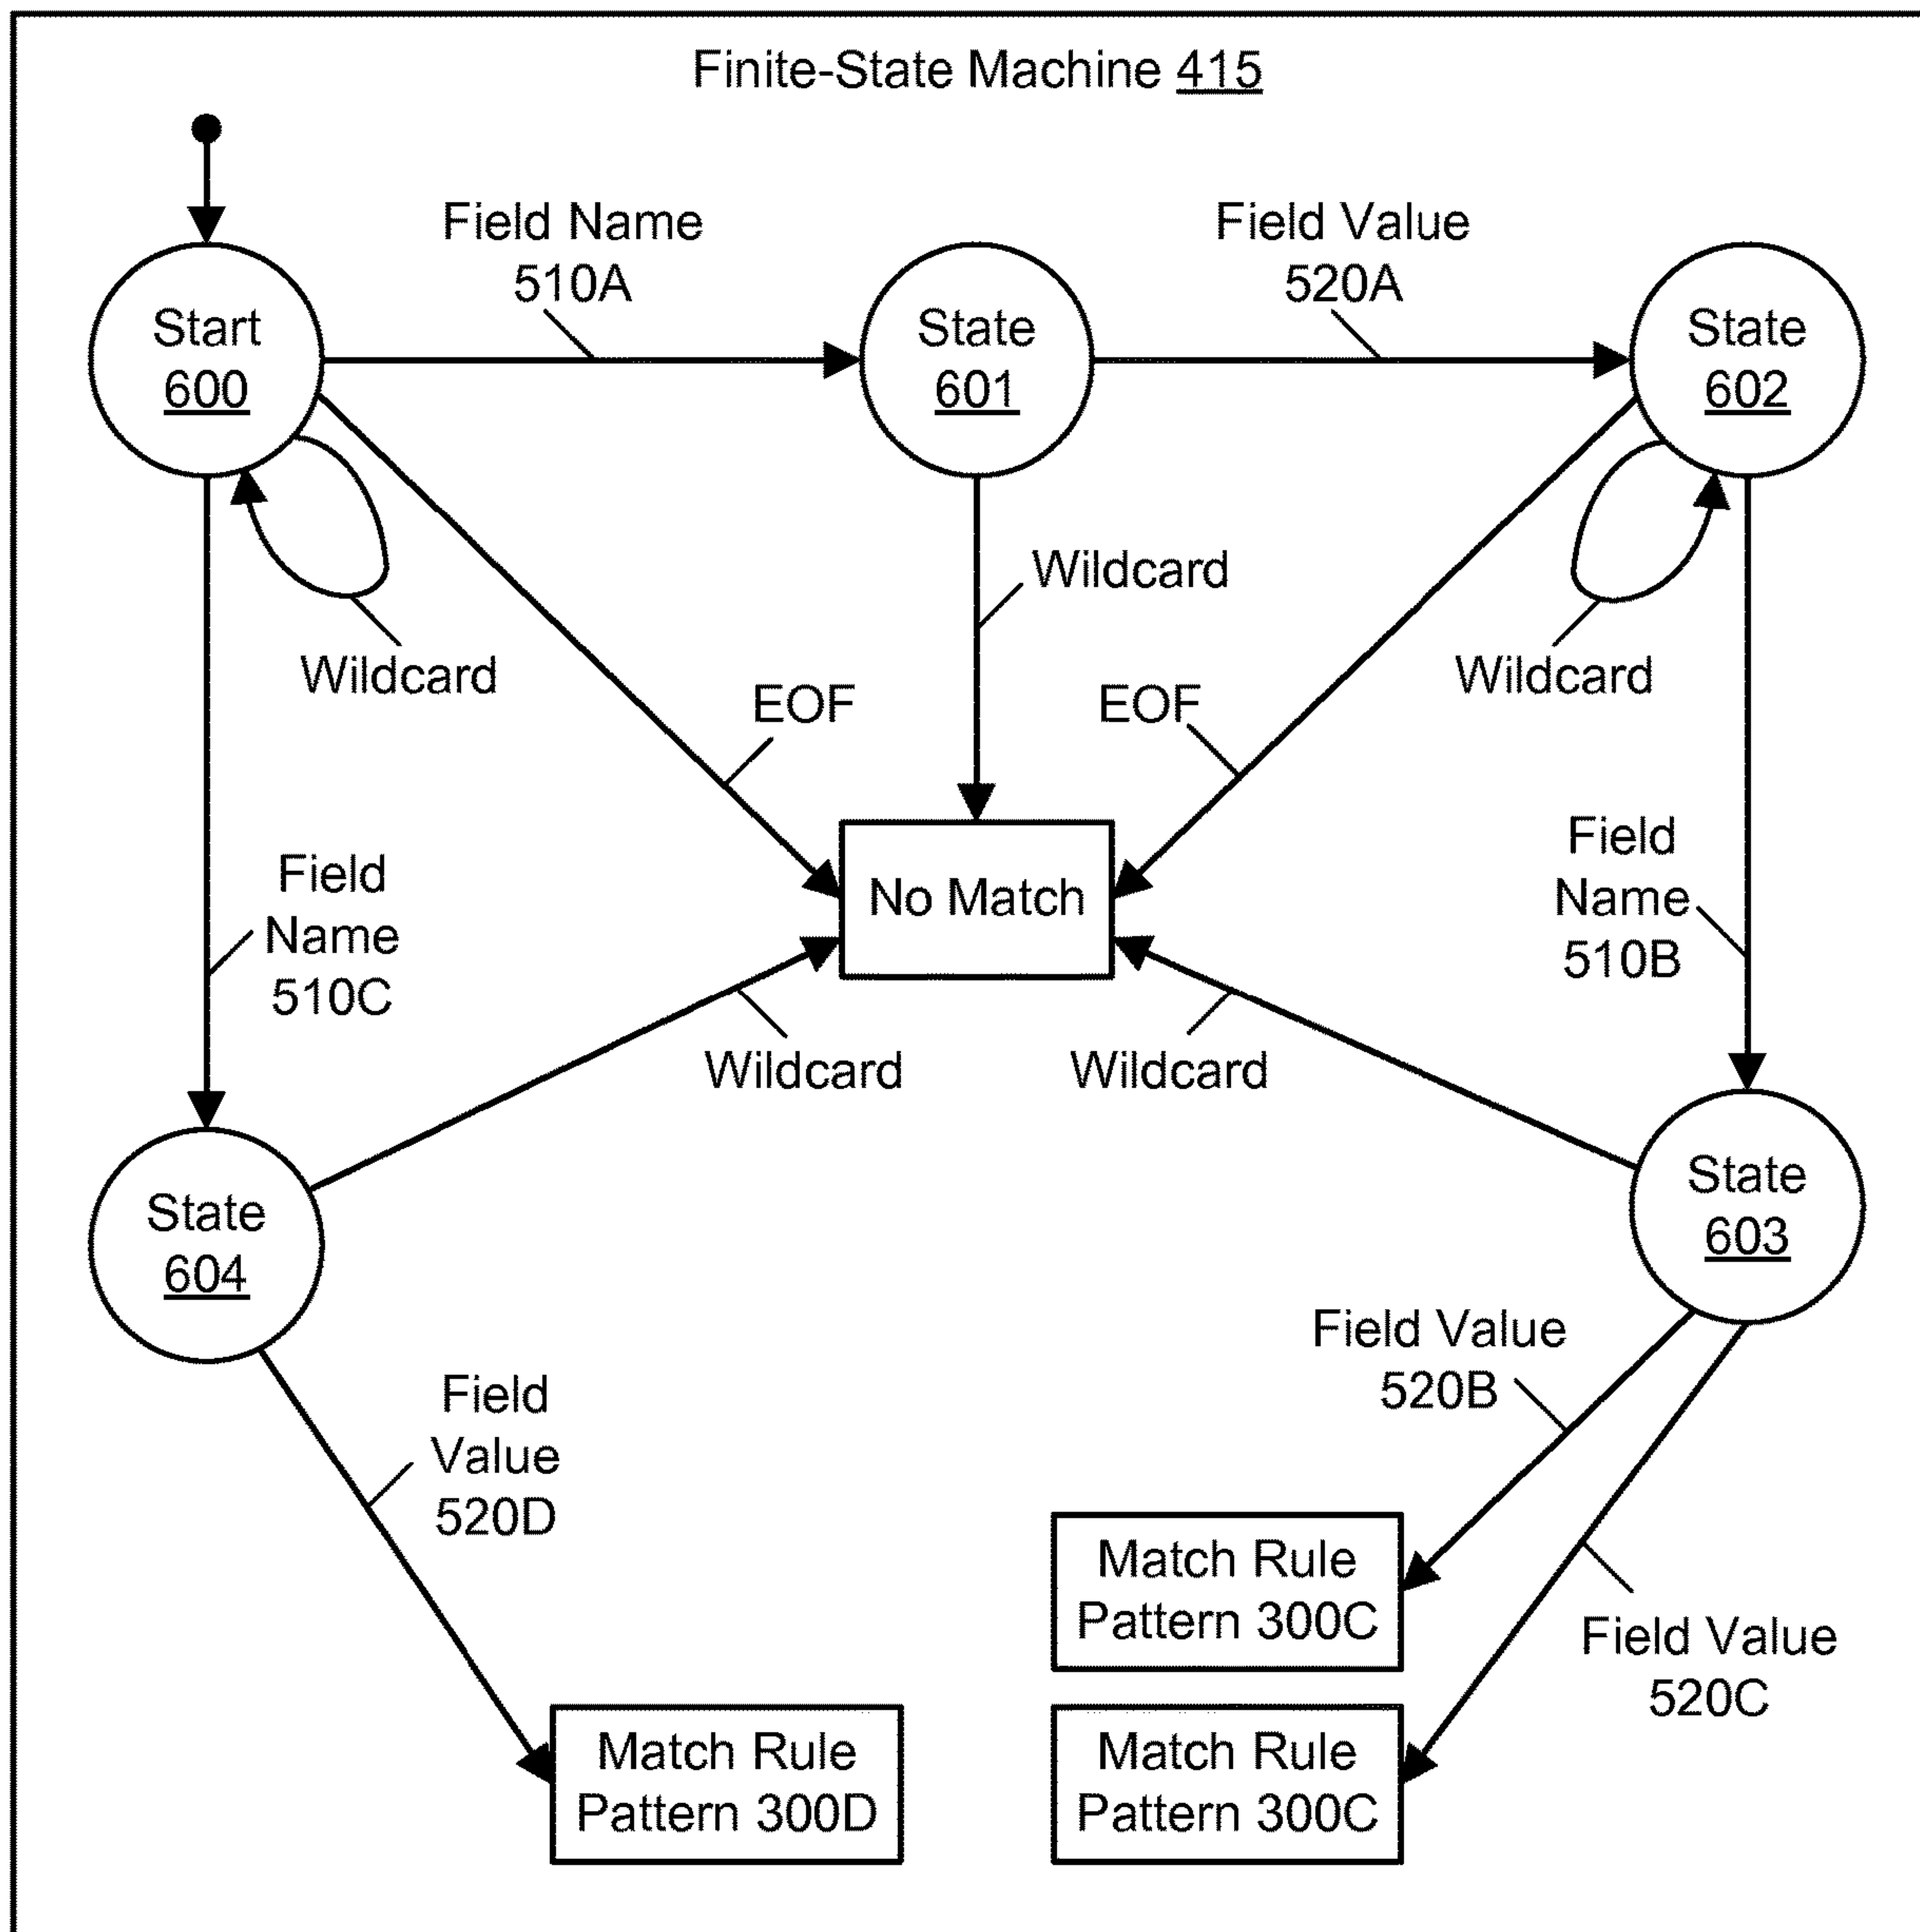 Finite-State Machine 415
Field Name
510A
Field Value
520A
Start
600
State
601
State
602
Wildcard
Wildcard
Wildcard
EOF
EOF
Field
Name
510C
No Match
Field
Name
510B
Wildcard
Wildcard
State
604
State
603
Field Value
520B
Field
Value
520D
Match Rule
Pattern 300C
Field Value
520C
Match Rule
Pattern 300D
Match Rule
Pattern 300C